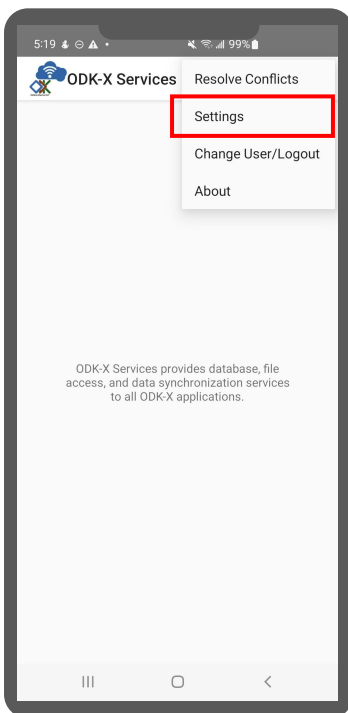 5:19
99%
ODK-X Services
Resolve Conflicts
Settings
Change User/Logout
About
ODK-X Services provides database, file
access, and data synchronization services
to all ODK-X applications.